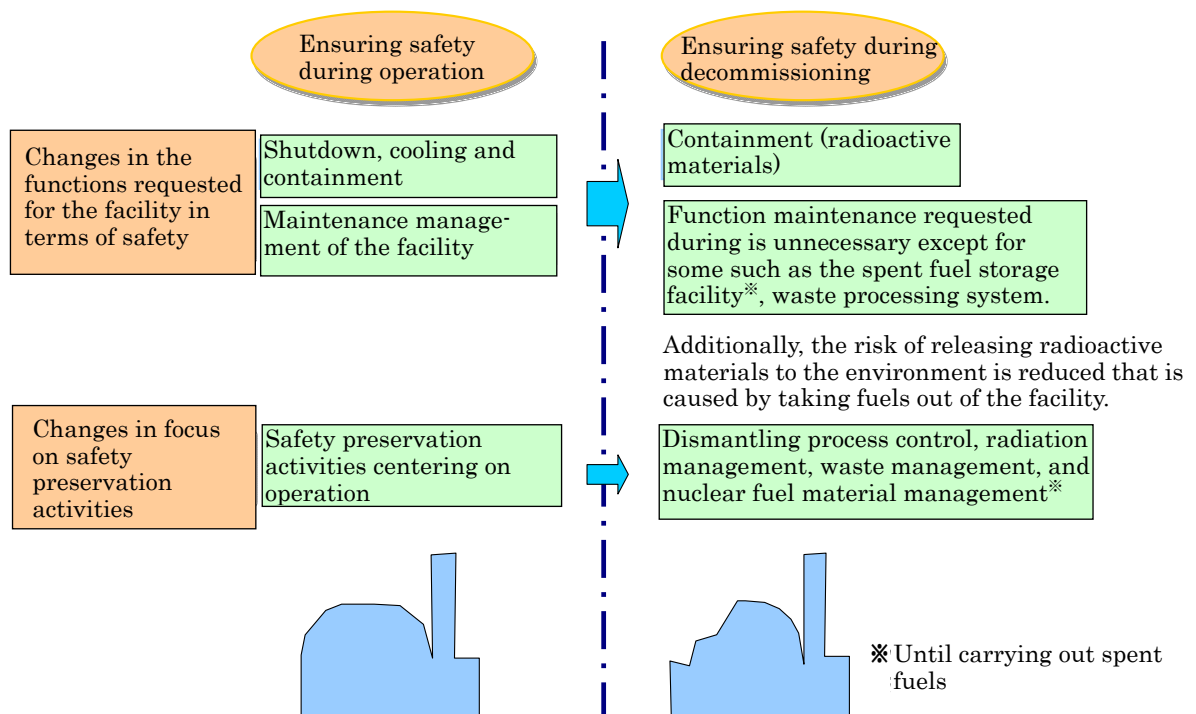 Ensuring safety
during operation
Ensuring safety during
decommissioning
Changes in the
functions requested
for the facility in
terms of safety
Shutdown, cooling and
containment
Maintenance manage-
ment of the facility
Containment (radioactive
materials)
Function maintenance requested
during is unnecessary except for
some such as the spent fuel storage
facility※, waste processing system.
Additionally, the risk of releasing radioactive
materials to the environment is reduced that is
caused by taking fuels out of the facility.
Changes in focus
on safety
preservation
activities
Safety preservation
activities centering on
operation
Dismantling process control, radiation
management, waste management, and
nuclear fuel material management※
※Until carrying out spent
fuels